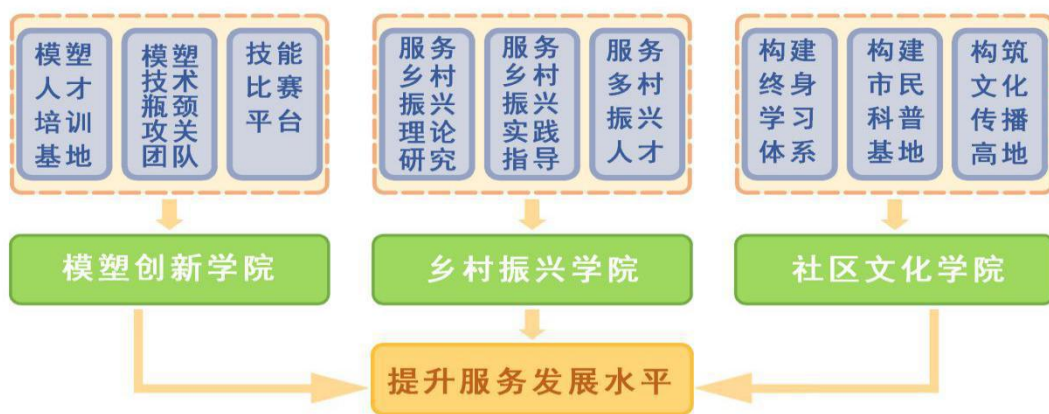 模塑
人才
培训
基地
模塑
技术
瓶颈
攻关
团队
技能
比赛
平台
服务
乡村
振兴
理论
研究
服务
乡村
振兴
实践
指导
服务
多村
振兴
人才
构建
终身
学习
体系
构建
市民
科普
基地
构筑
文化
传播
高地
模塑创新学院
乡村振兴学院
社区文化学院
提升服务发展水平